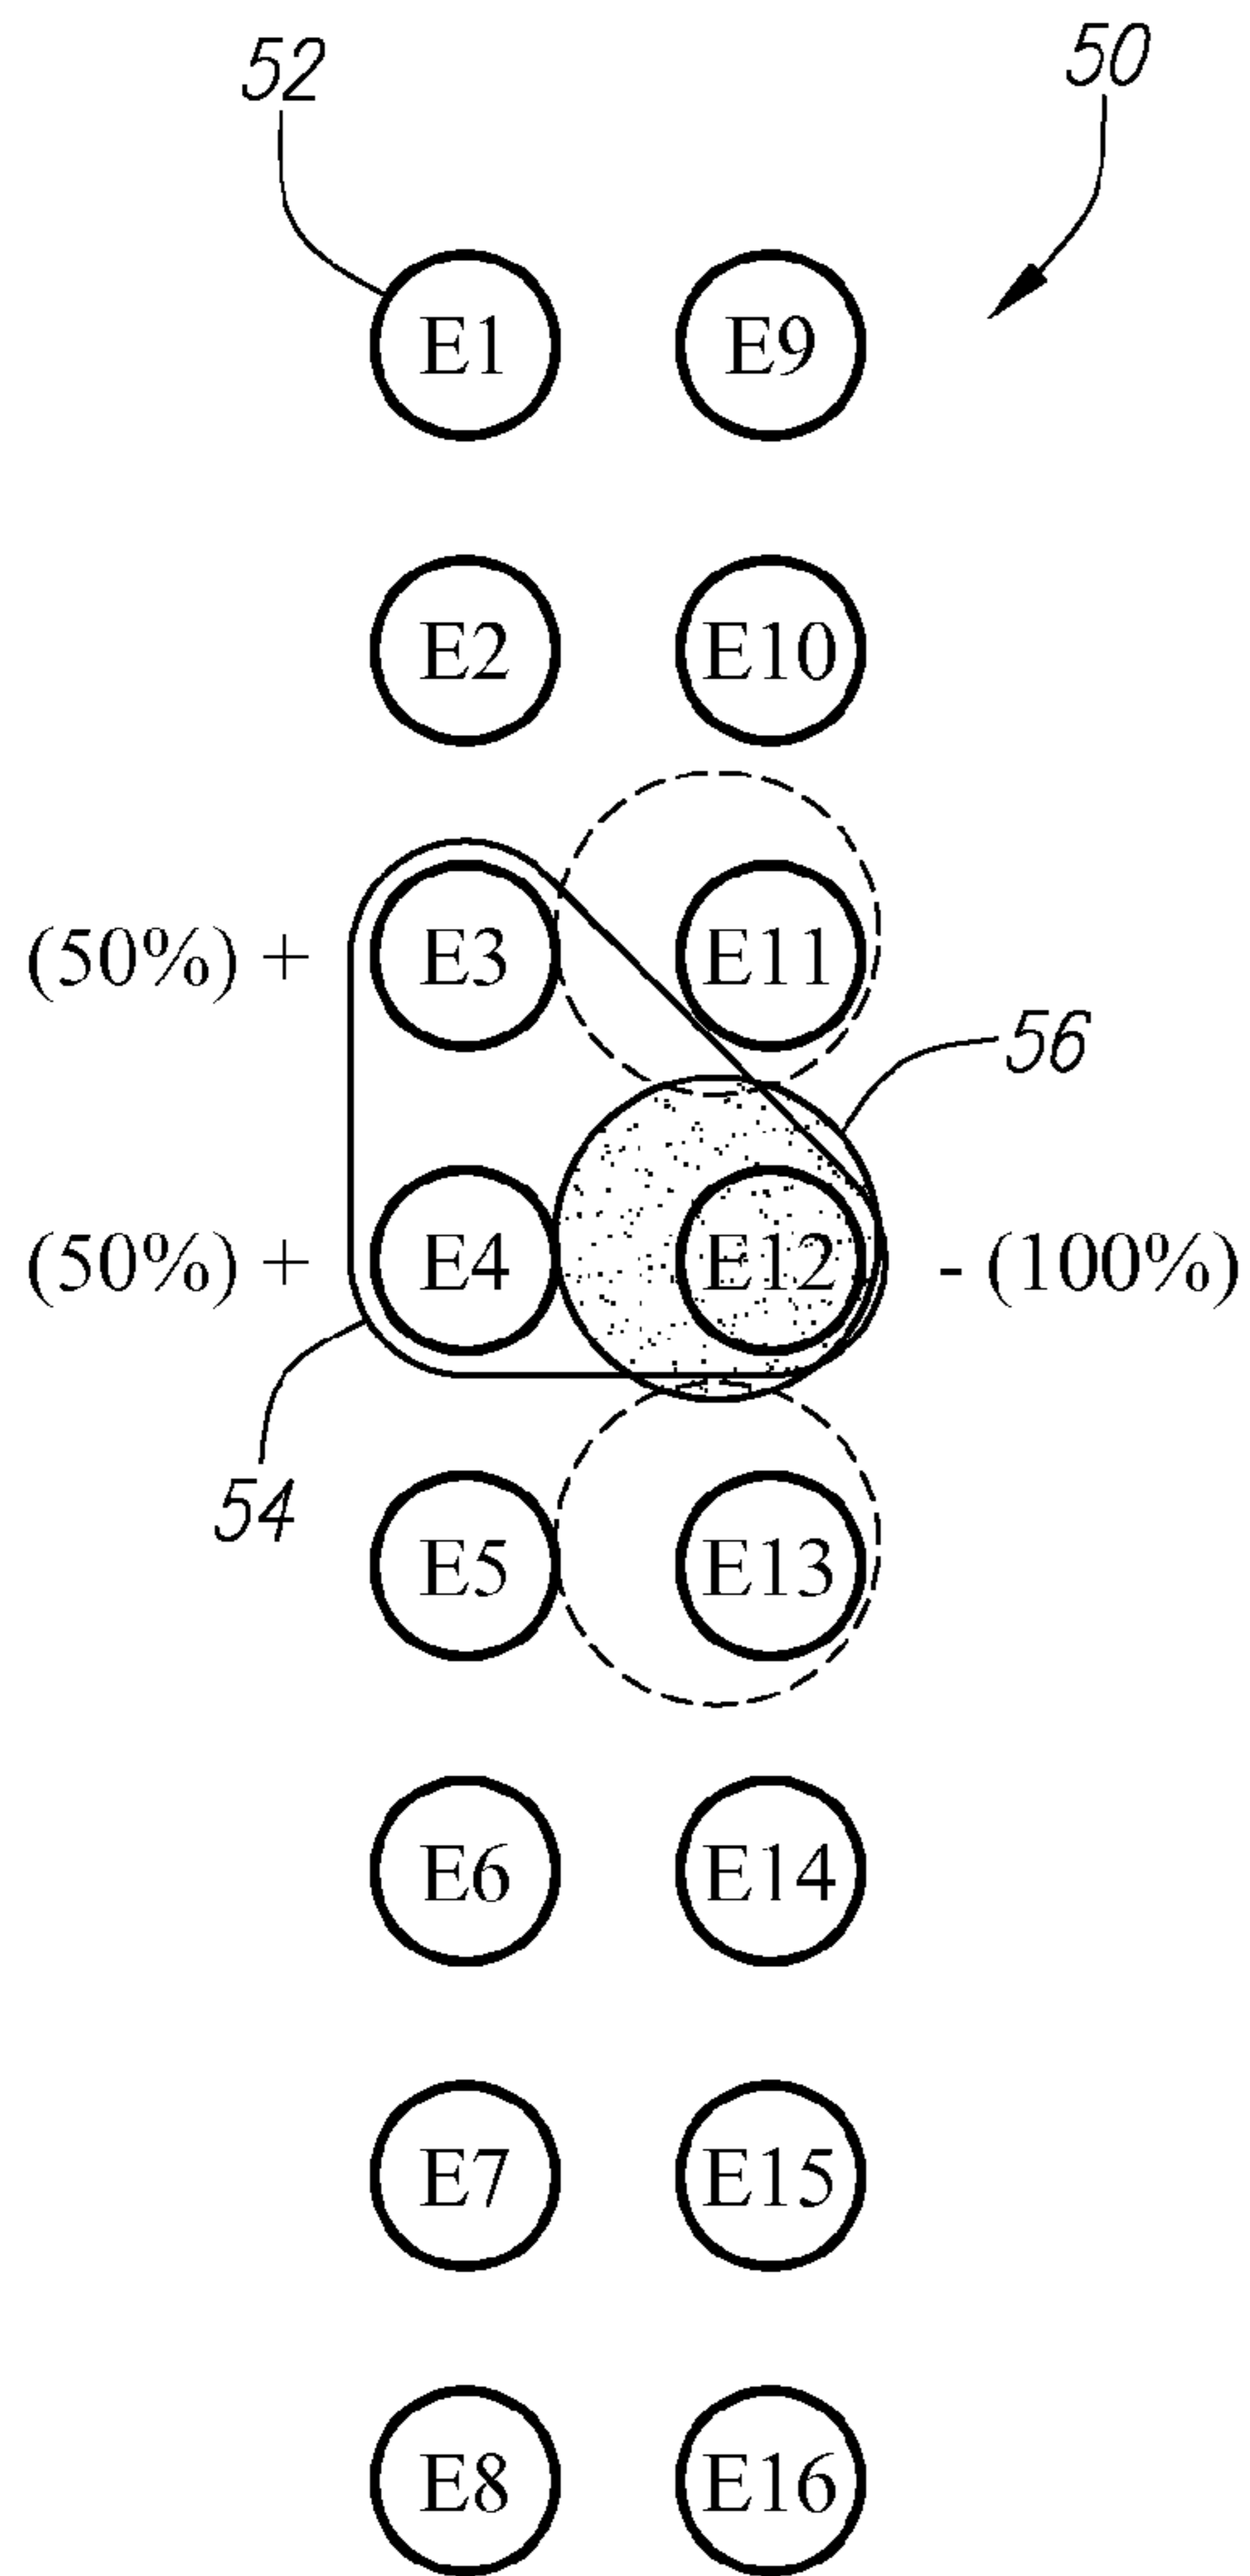 52 50
E1 E9
E2 E10
(50%) + E3 E11
56
(50%) + E4 E12 - (100%)
54
E5 E13
E6 E14
E7 E15
E8 E16